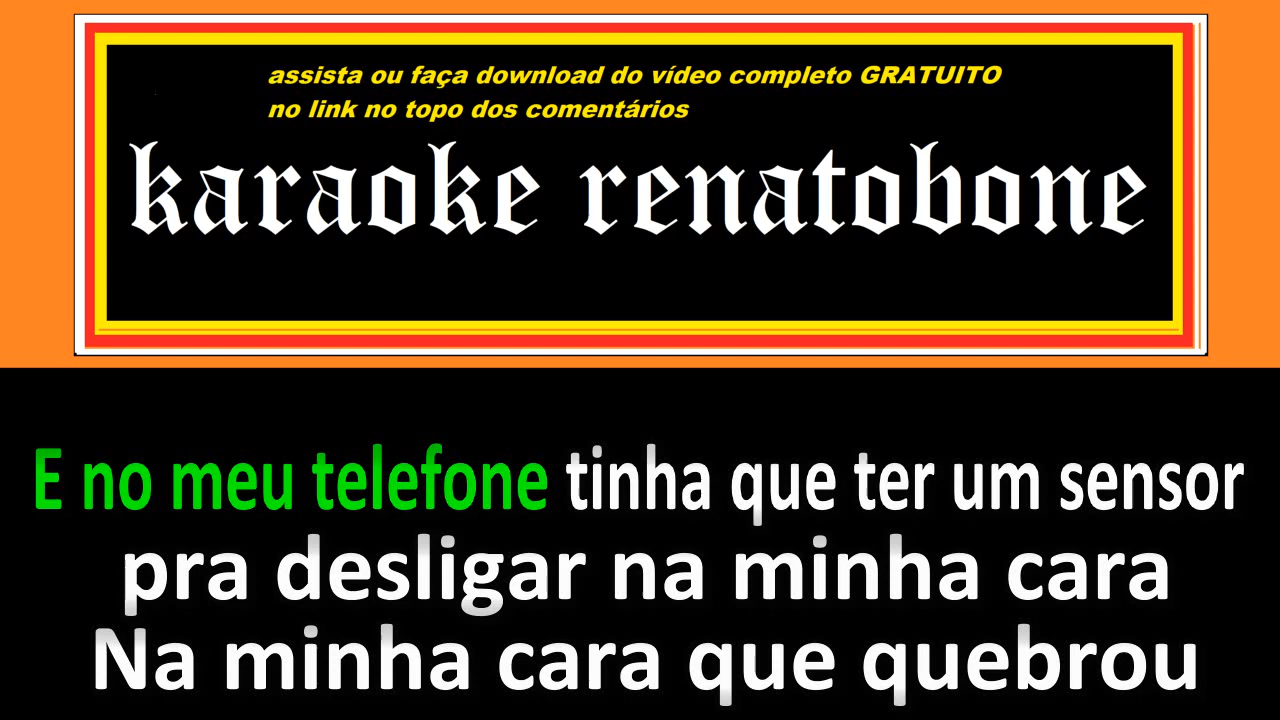 assista ou faça download do vídeo completo GRATUITO
no link no topo dos comentários
karaoke renatobone
E no meu telefone tinha que ter um sensor
pra desligar na minha cara
Na minha cara que quebrou